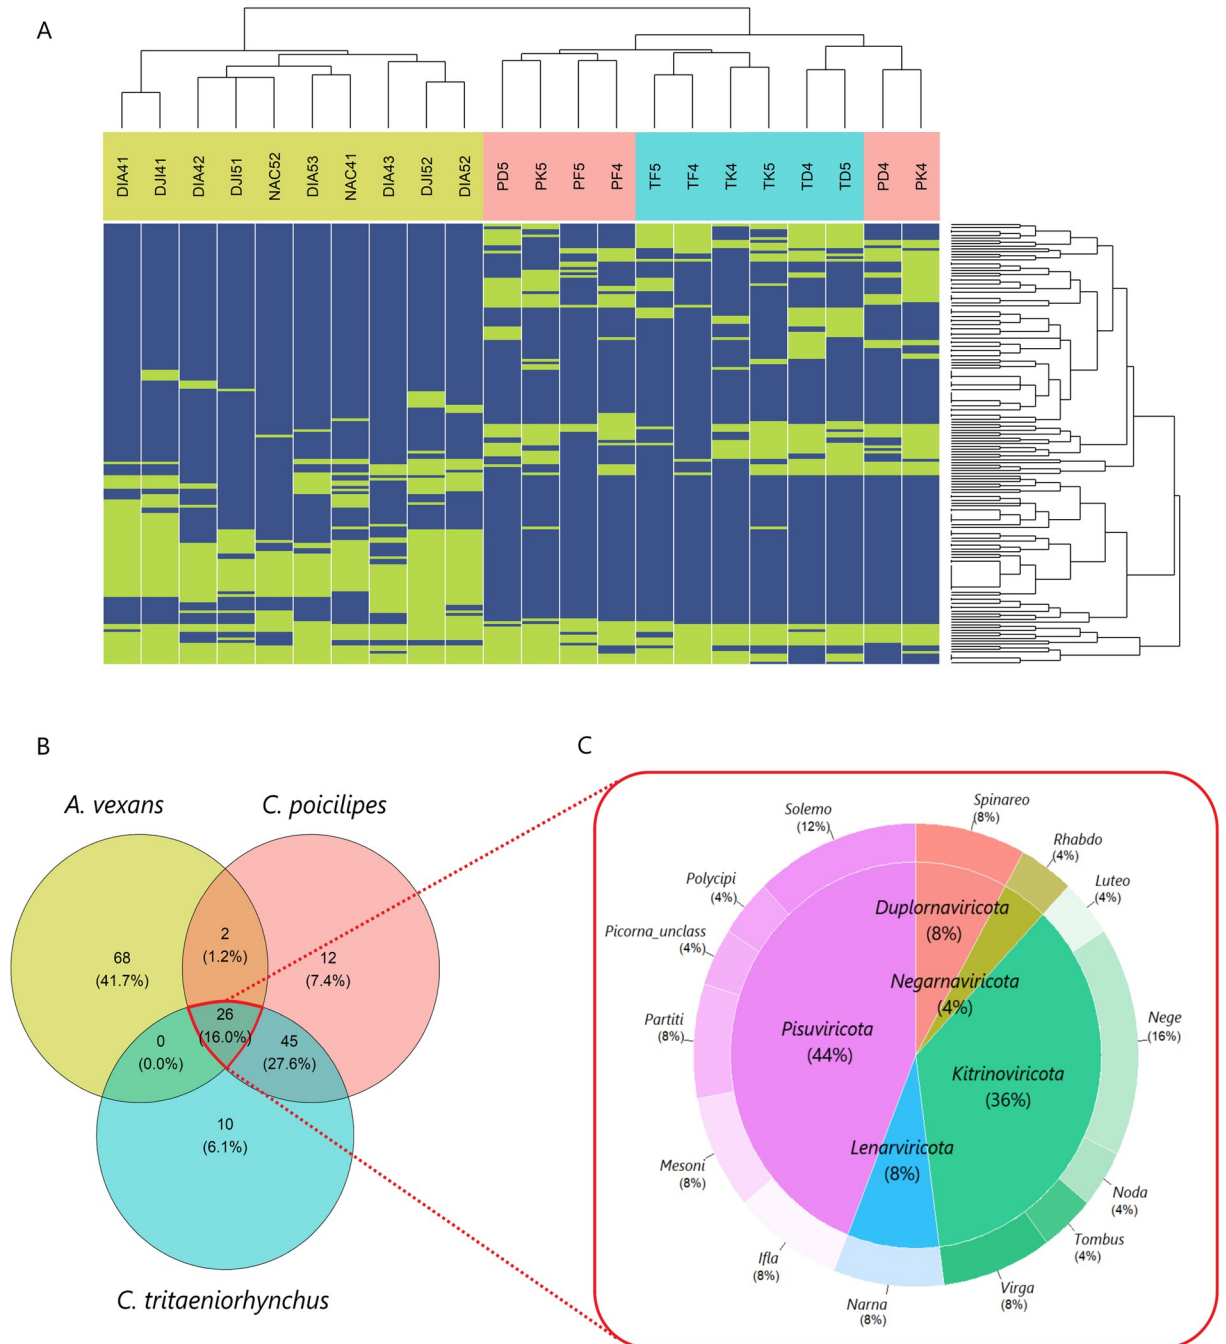 A
DIA41
DJI41
DIA42
DJI51
NAC52
DIA53
NAC41
DIA43
DJI52
DIA52
PD5
PK5
PF5
PF4
TF5
TF4
TK4
TK5
TD4
TD5
PD4
PK4
B
A. vexans
C. poicilipes
68
(41.7%)
2
(1.2%)
12
(7.4%)
26
(16.0%)
0
(0.0%)
45
(27.6%)
10
(6.1%)
C. tritaeniorhynchus
C
Solemo
(12%)
Spinareo
(8%)
Rhabdo
(4%)
Luteo
(4%)
Polycipi
(4%)
Picorna_unclass
(4%)
Partiti
(8%)
Mesoni
(8%)
Ifla
(8%)
Narna
(8%)
Virga
(8%)
Tombus
(4%)
Noda
(4%)
Nege
(16%)
Duplornaviricota
(8%)
Negarnaviricota
(4%)
Pisuviricota
(44%)
Kitrinoviricota
(36%)
Lenarviricota
(8%)